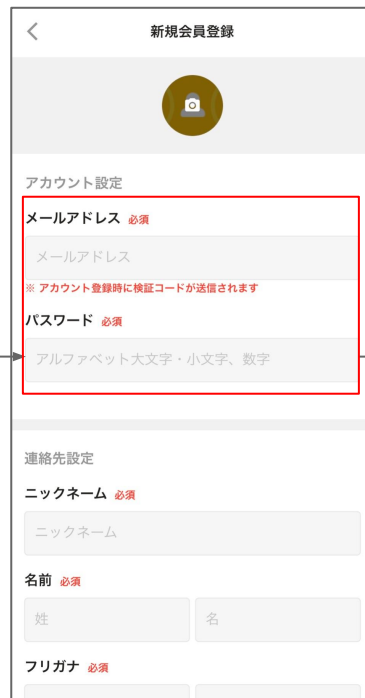 新規会員登録
アカウント設定
メールアドレス 必須
メールアドレス
※ アカウント登録時に検証コードが送信されます
パスワード 必須
アルファベット大文字・小文字、数字
連絡先設定
ニックネーム 必須
ニックネーム
名前 必須
姓 名
フリガナ 必須